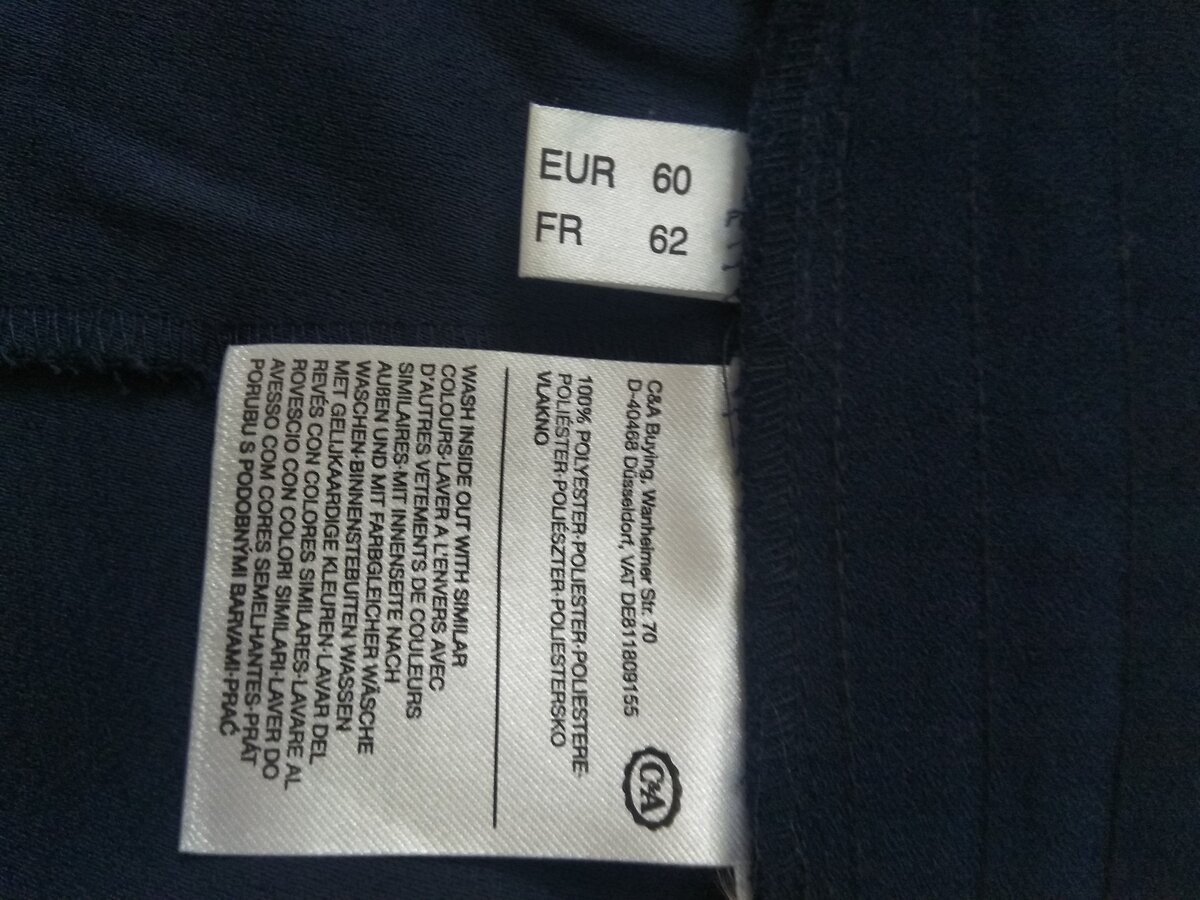 EUR 60
FR 62
C&A Buying, Wanheimer Str. 70
D-40468 Düsseldorf, VAT DE811809155
C&A
100% POLYESTER·POLIESTER·POLIESTERE·
POLIÉSTER·POLIÉSZTER·POLIESTERSKO
VLAKNO
WASH INSIDE OUT WITH SIMILAR
COLOURS·LAVER A L'ENVERS AVEC
D'AUTRES VETEMENTS DE COULEURS
SIMILAIRES·MIT INNENSEITE NACH
AUßEN UND MIT FARBGLEICHER WÄSCHE
WASCHEN·BINNENSTEBUITEN WASSEN
MET GELIJKAARDIGE KLEUREN·LAVAR DEL
REVÉS CON COLORES SIMILARES·LAVARE AL
ROVESCIO CON COLORI SIMILARI·LAVER DO
AVESSO COM CORES SEMELHANTES·PRÁT
PORUBU S PODOBNÝMI BARVAMI·PRAĆ